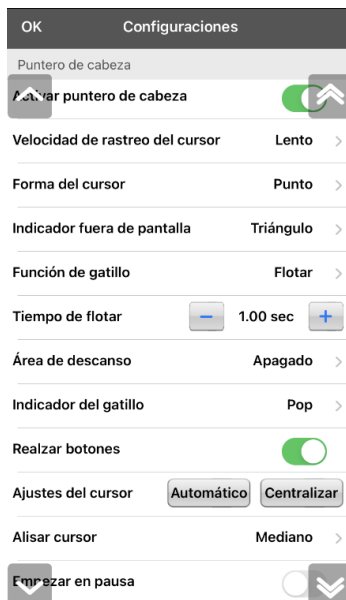 OK Configuraciones
Puntero de cabeza
Activar puntero de cabeza
Velocidad de rastreo del cursor Lento
Forma del cursor Punto
Indicador fuera de pantalla Triángulo
Función de gatillo Flotar
Tiempo de flotar − 1.00 sec +
Área de descanso Apagado
Indicador del gatillo Pop
Realzar botones
Ajustes del cursor Automático Centralizar
Alisar cursor Mediano
Empezar en pausa